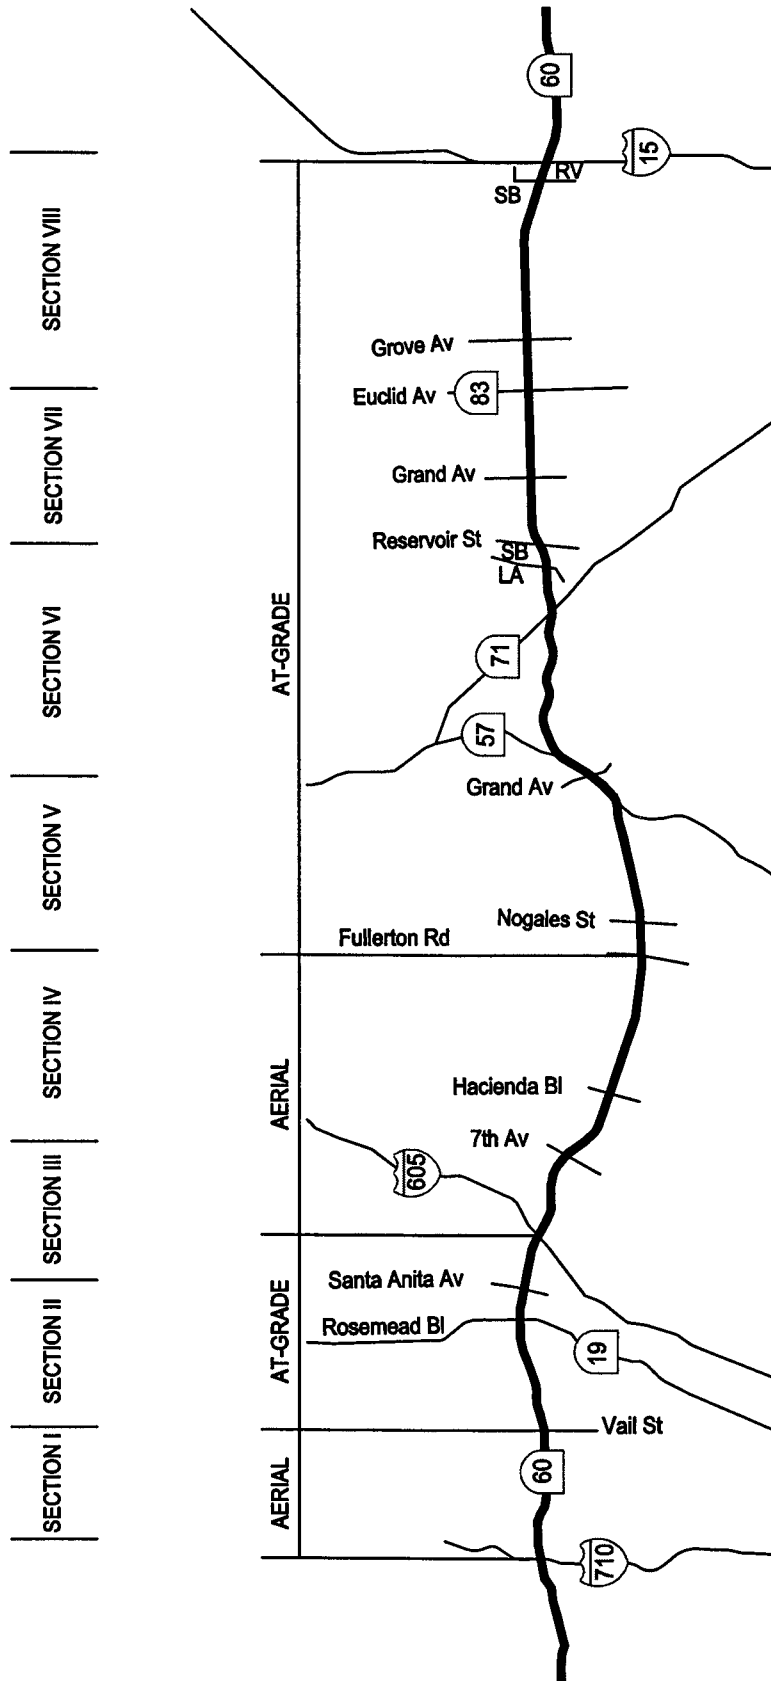 60
15
RV
SB
SECTION VIII
Grove Av
Euclid Av
83
SECTION VII
Grand Av
Reservoir St
SB
LA
AT-GRADE
SECTION VI
71
57
Grand Av
SECTION V
Nogales St
Fullerton Rd
SECTION IV
AERIAL
Hacienda Bl
7th Av
605
SECTION III
Santa Anita Av
AT-GRADE
Rosemead Bl
SECTION II
19
Vail St
SECTION I
60
AERIAL
710